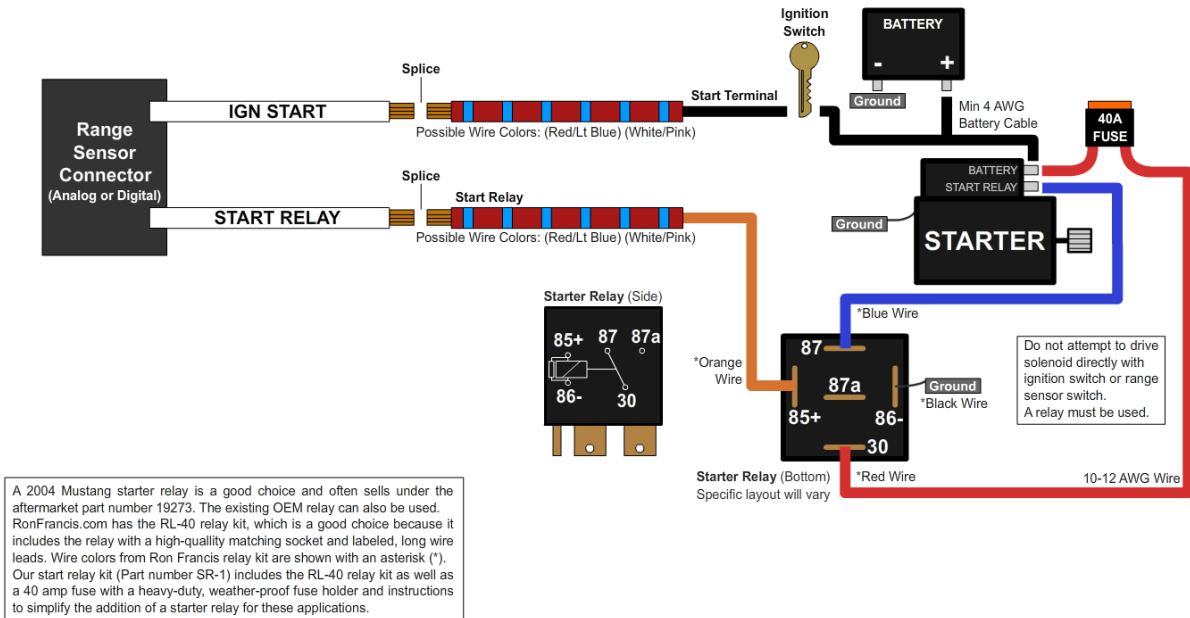 Ignition
Switch
BATTERY
- +
Ground
Min 4 AWG
Battery Cable
40A
FUSE
Splice
IGN START
Start Terminal
Possible Wire Colors: (Red/Lt Blue) (White/Pink)
Range
Sensor
Connector
(Analog or Digital)
BATTERY
START RELAY
Splice
Start Relay
START RELAY
Possible Wire Colors: (Red/Lt Blue) (White/Pink)
Ground
STARTER
Starter Relay (Side)
85+ 87 87a
86- 30
*Blue Wire
*Orange
Wire
87
87a
85+ 86-
30
Ground
*Black Wire
Do not attempt to drive
solenoid directly with
ignition switch or range
sensor switch.
A relay must be used.
Starter Relay (Bottom)
Specific layout will vary
*Red Wire
10-12 AWG Wire
A 2004 Mustang starter relay is a good choice and often sells under the
aftermarket part number 19273. The existing OEM relay can also be used.
RonFrancis.com has the RL-40 relay kit, which is a good choice because it
includes the relay with a high-quallity matching socket and labeled, long wire
leads. Wire colors from Ron Francis relay kit are shown with an asterisk (*).
Our start relay kit (Part number SR-1) includes the RL-40 relay kit as well as
a 40 amp fuse with a heavy-duty, weather-proof fuse holder and instructions
to simplify the addition of a starter relay for these applications.